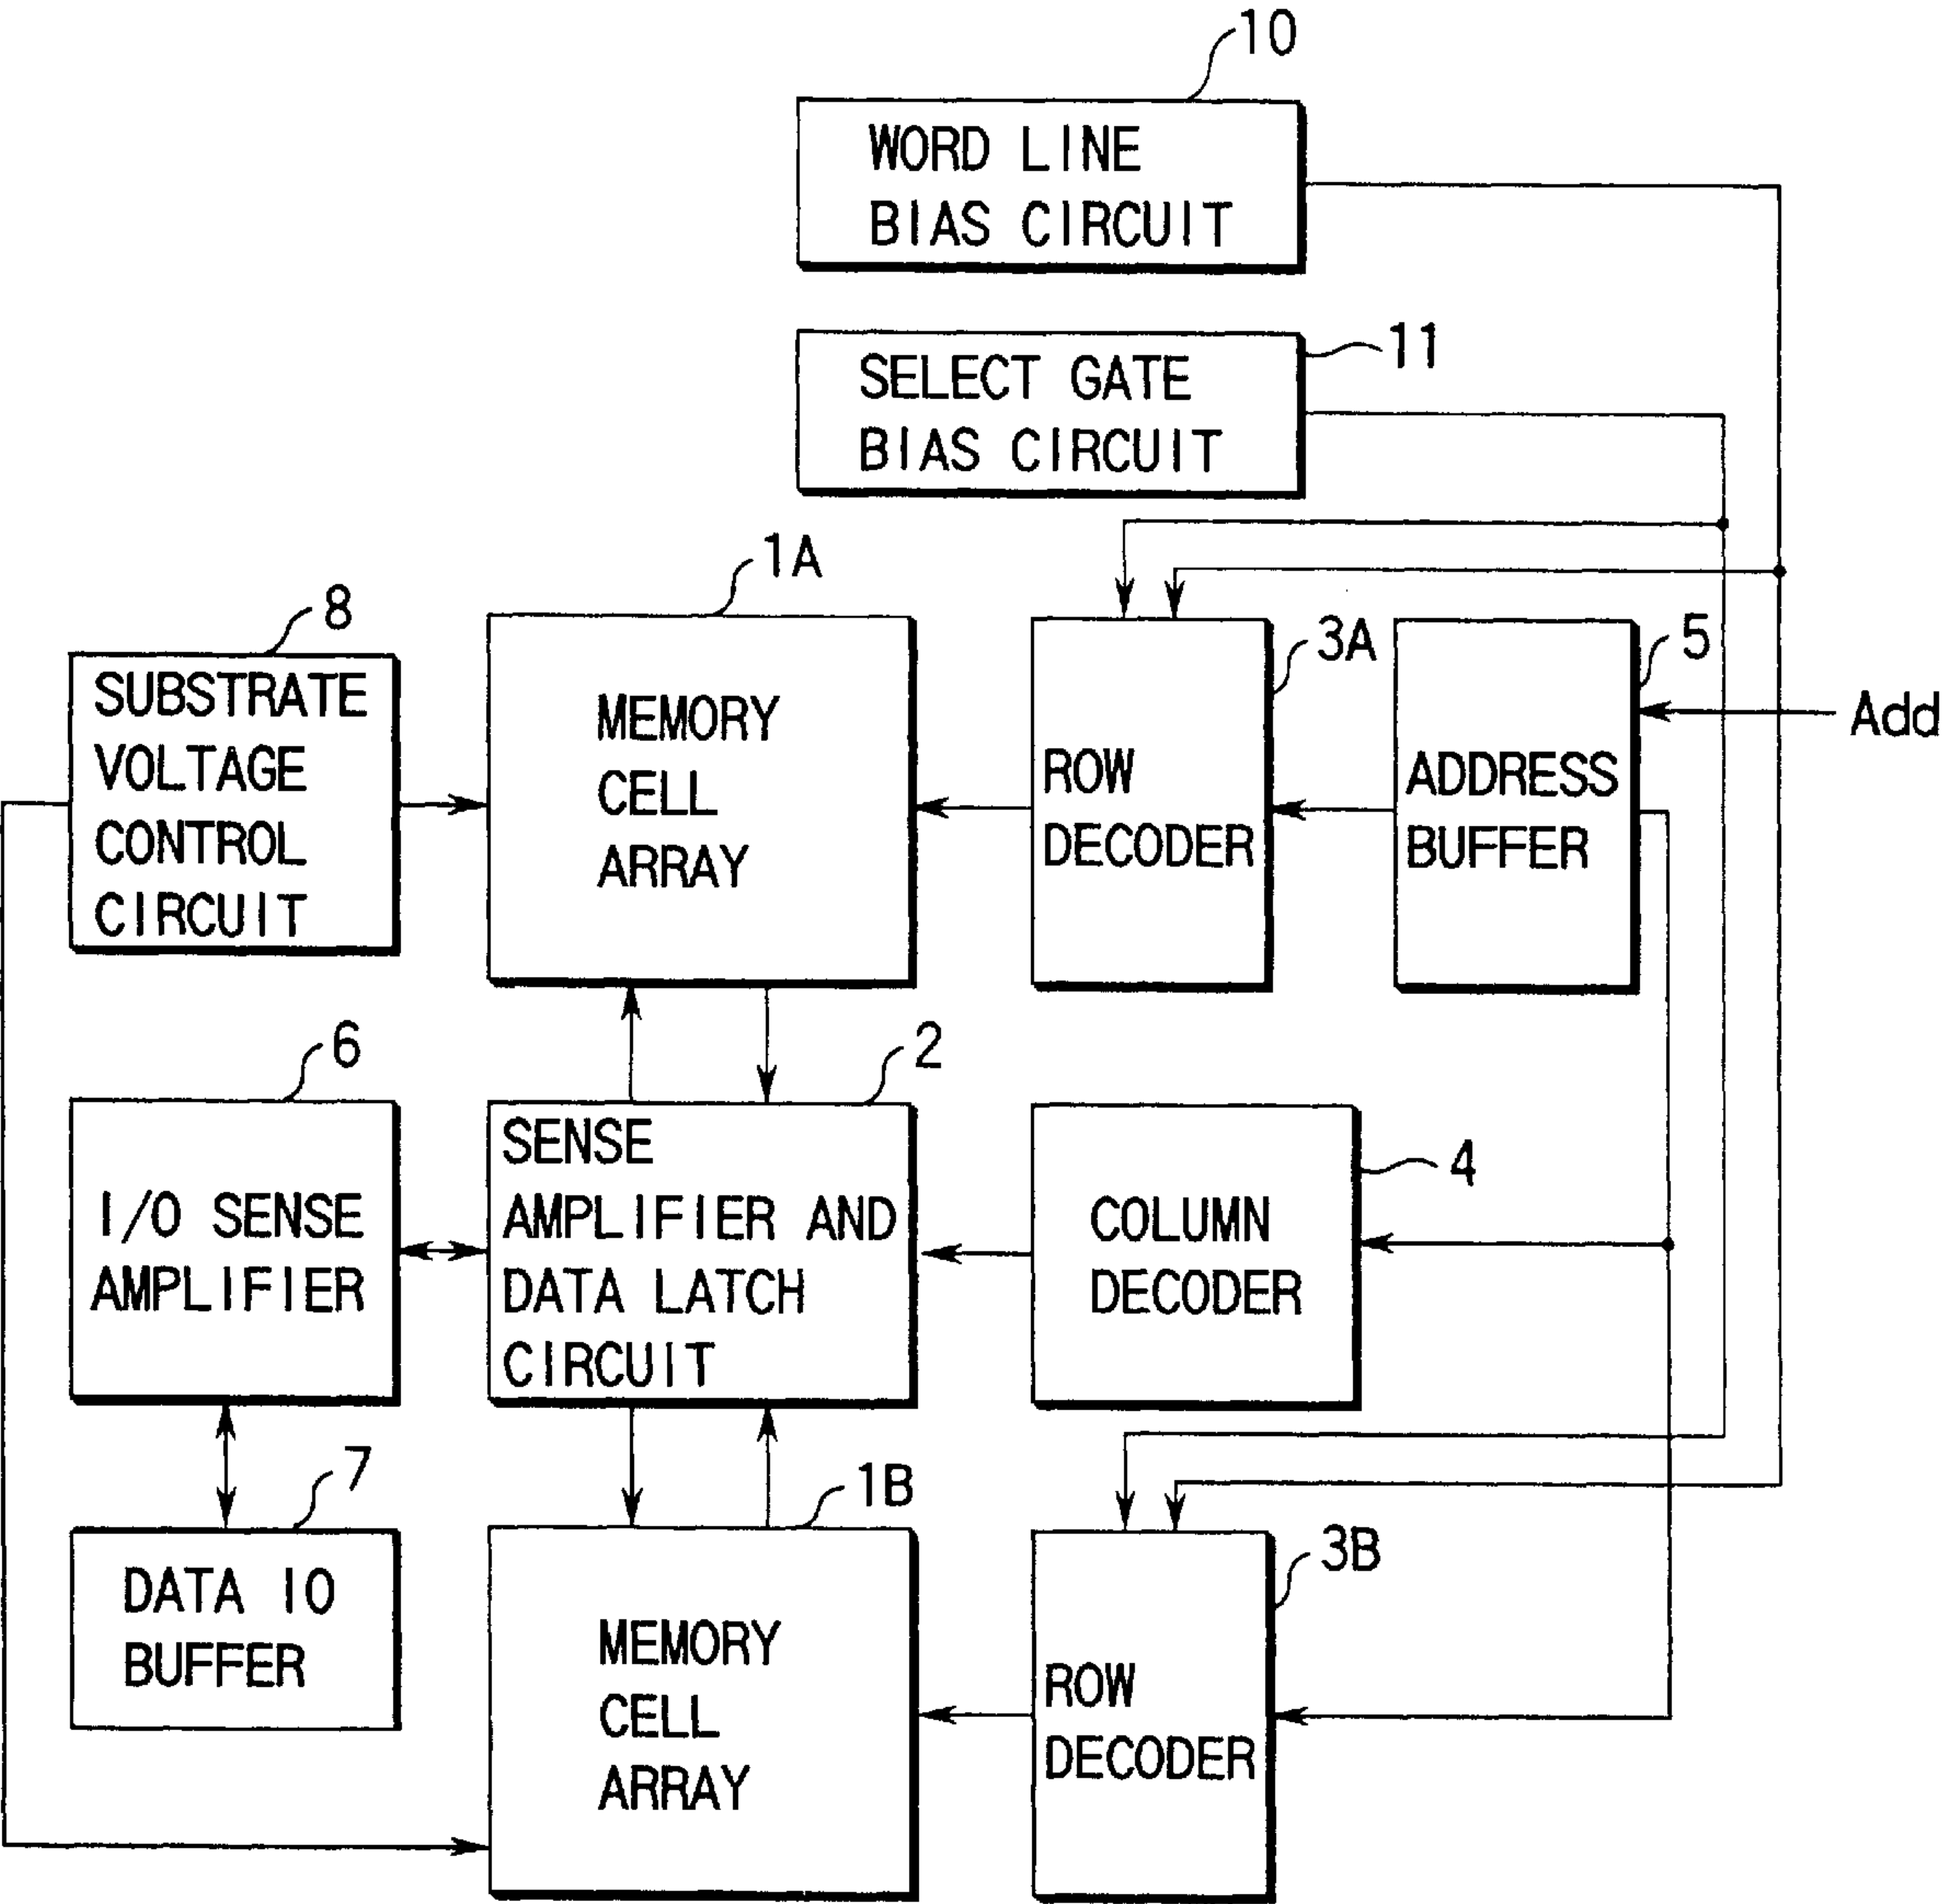 10
WORD LINE
BIAS CIRCUIT
11
SELECT GATE
BIAS CIRCUIT
1A
8
3A
5
SUBSTRATE
VOLTAGE
CONTROL
CIRCUIT
MEMORY
CELL
ARRAY
ROW
DECODER
ADDRESS
BUFFER
Add
6
2
4
I/O SENSE
AMPLIFIER
SENSE
AMPLIFIER AND
DATA LATCH
CIRCUIT
COLUMN
DECODER
7
1B
3B
DATA IO
BUFFER
MEMORY
CELL
ARRAY
ROW
DECODER